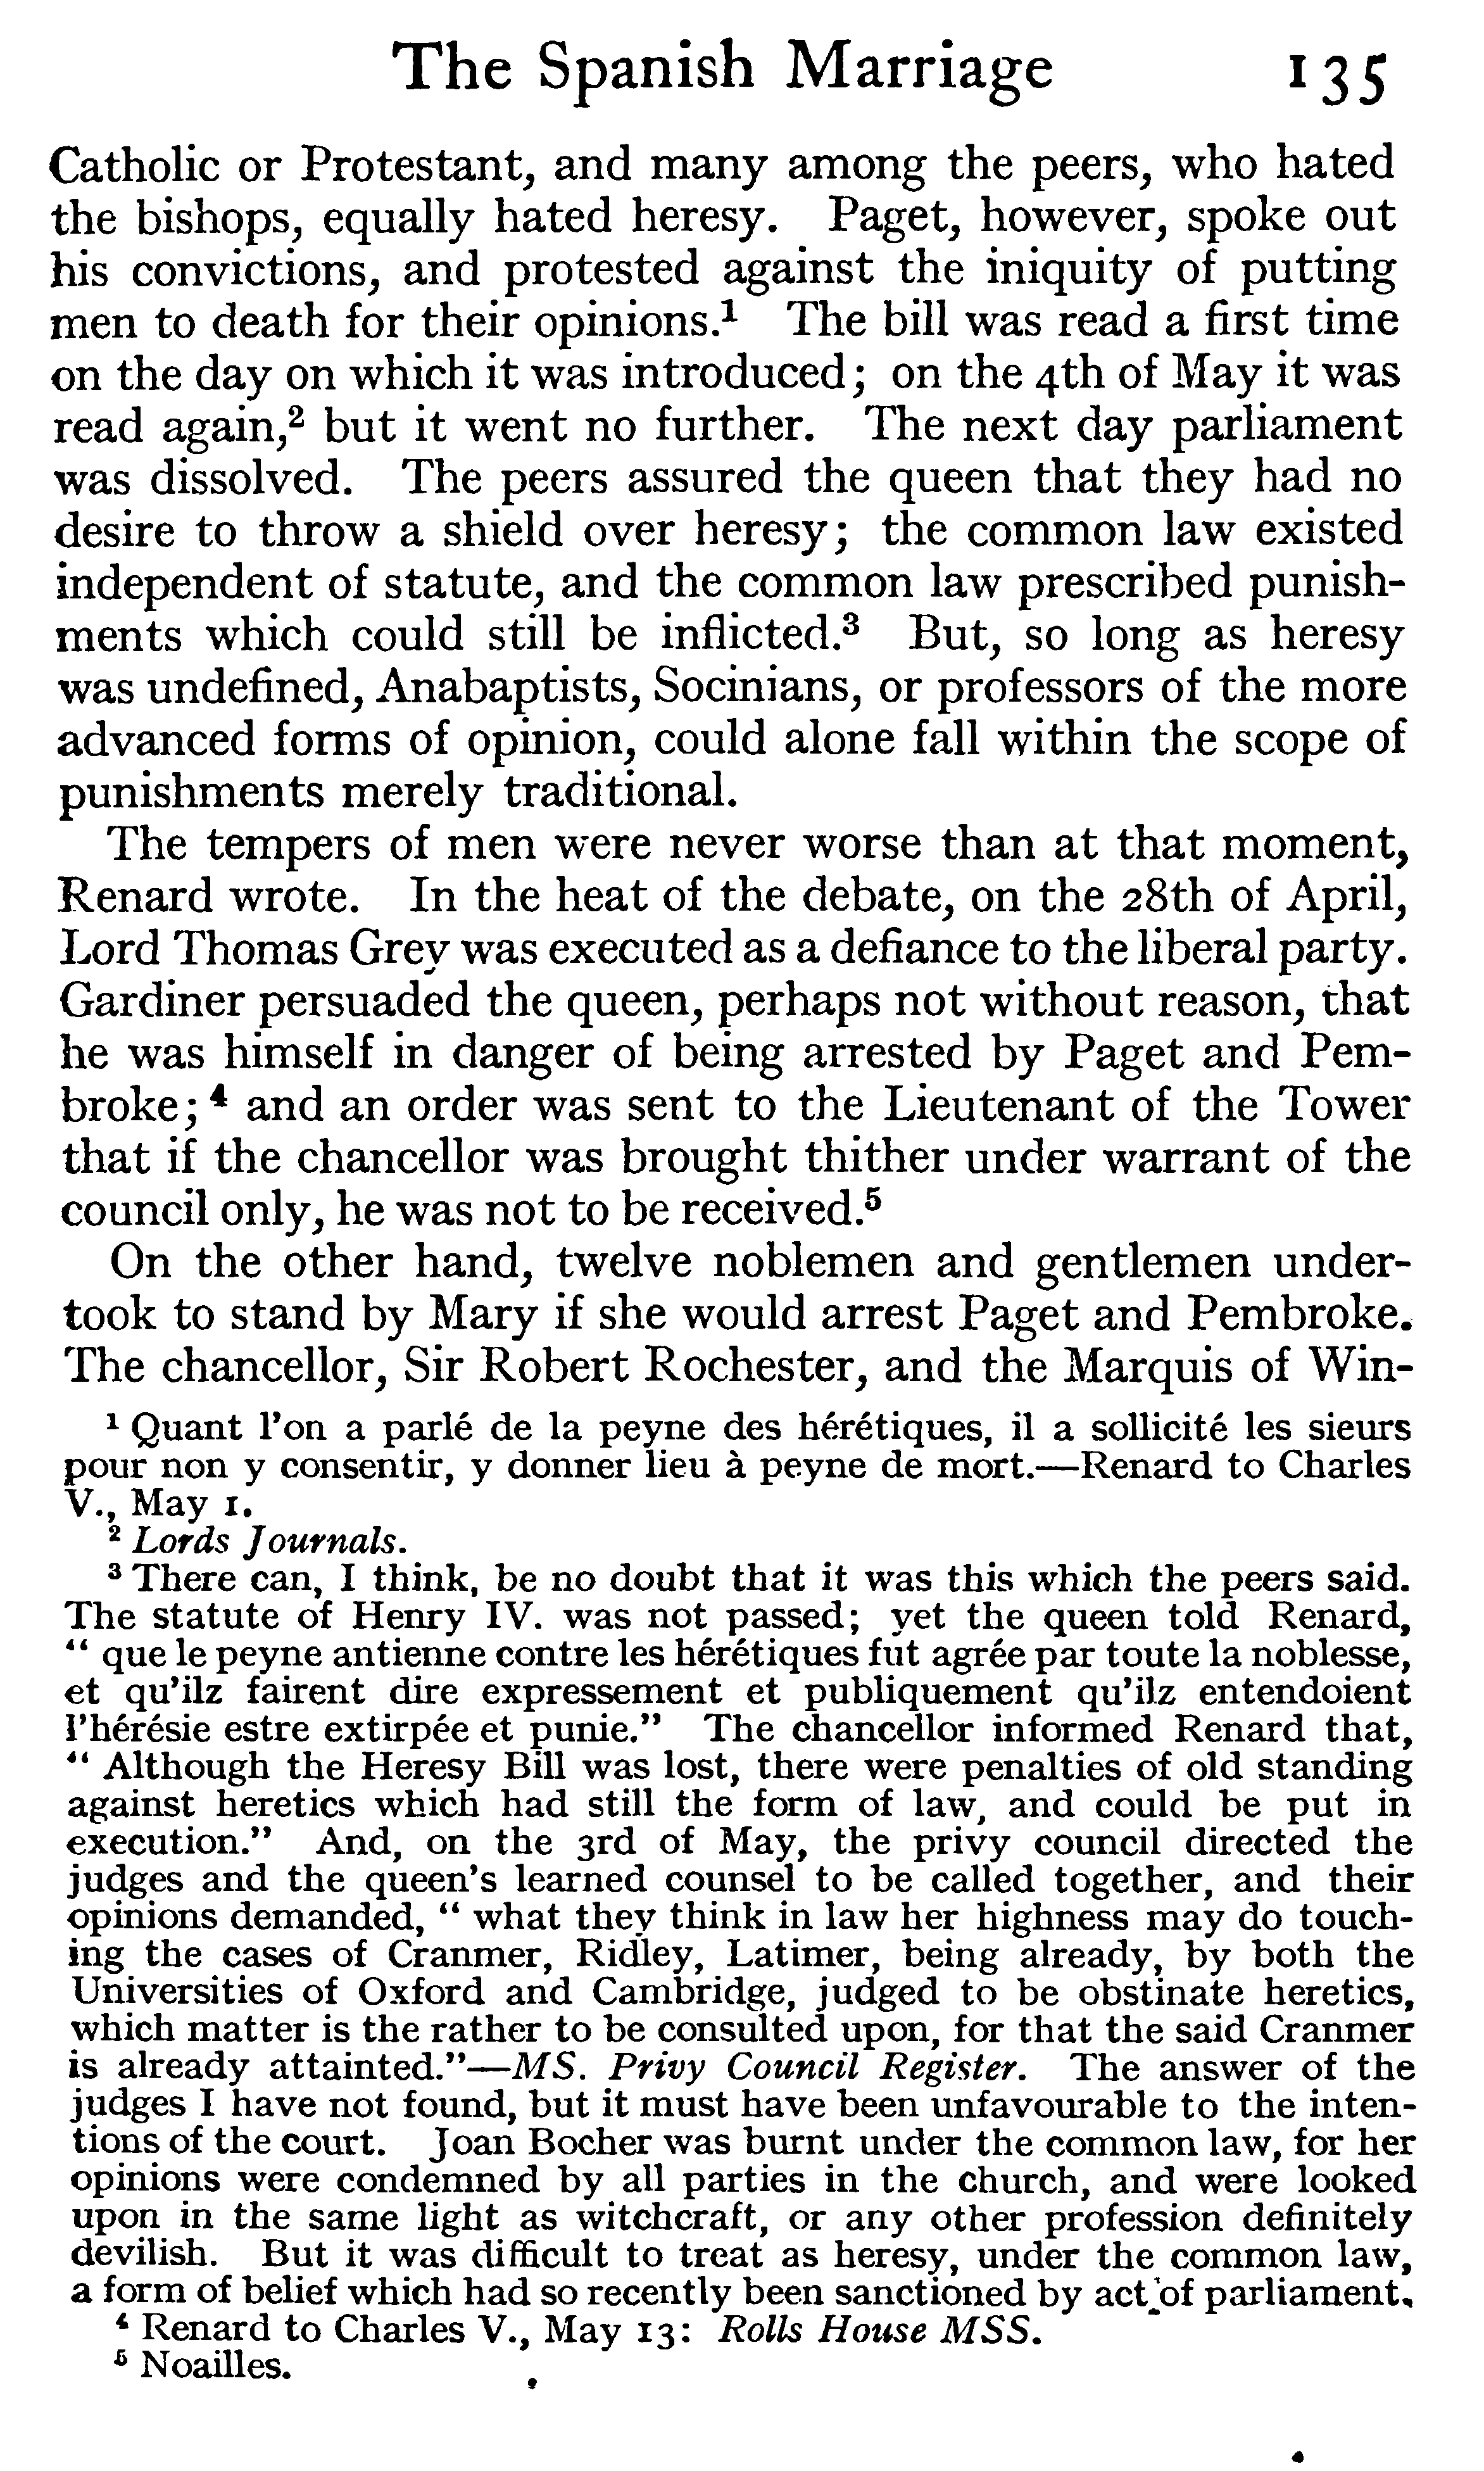 The Spanish Marriage 135
Catholic or Protestant, and many among the peers, who hated
the bishops, equally hated heresy. Paget, however, spoke out
his convictions, and protested against the iniquity of putting
men to death for their opinions.¹ The bill was read a first time
on the day on which it was introduced; on the 4th of May it was
read again,² but it went no further. The next day parliament
was dissolved. The peers assured the queen that they had no
desire to throw a shield over heresy; the common law existed
independent of statute, and the common law prescribed punish-
ments which could still be inflicted.³ But, so long as heresy
was undefined, Anabaptists, Socinians, or professors of the more
advanced forms of opinion, could alone fall within the scope of
punishments merely traditional.
The tempers of men were never worse than at that moment,
Renard wrote. In the heat of the debate, on the 28th of April,
Lord Thomas Grey was executed as a defiance to the liberal party.
Gardiner persuaded the queen, perhaps not without reason, that
he was himself in danger of being arrested by Paget and Pem-
broke; ⁴ and an order was sent to the Lieutenant of the Tower
that if the chancellor was brought thither under warrant of the
council only, he was not to be received.⁵
On the other hand, twelve noblemen and gentlemen under-
took to stand by Mary if she would arrest Paget and Pembroke.
The chancellor, Sir Robert Rochester, and the Marquis of Win-
¹ Quant l'on a parlé de la peyne des hérétiques, il a sollicité les sieurs
pour non y consentir, y donner lieu à peyne de mort.—Renard to Charles
V., May 1.
² Lords Journals.
³ There can, I think, be no doubt that it was this which the peers said.
The statute of Henry IV. was not passed; yet the queen told Renard,
“ que le peyne antienne contre les hérétiques fut agrée par toute la noblesse,
et qu'ilz fairent dire expressement et publiquement qu'ilz entendoient
l'hérésie estre extirpée et punie.” The chancellor informed Renard that,
“ Although the Heresy Bill was lost, there were penalties of old standing
against heretics which had still the form of law, and could be put in
execution.” And, on the 3rd of May, the privy council directed the
judges and the queen's learned counsel to be called together, and their
opinions demanded, “ what they think in law her highness may do touch-
ing the cases of Cranmer, Ridley, Latimer, being already, by both the
Universities of Oxford and Cambridge, judged to be obstinate heretics,
which matter is the rather to be consulted upon, for that the said Cranmer
is already attainted.”—MS. Privy Council Register. The answer of the
judges I have not found, but it must have been unfavourable to the inten-
tions of the court. Joan Bocher was burnt under the common law, for her
opinions were condemned by all parties in the church, and were looked
upon in the same light as witchcraft, or any other profession definitely
devilish. But it was difficult to treat as heresy, under the common law,
a form of belief which had so recently been sanctioned by act of parliament.
⁴ Renard to Charles V., May 13: Rolls House MSS.
⁵ Noailles.